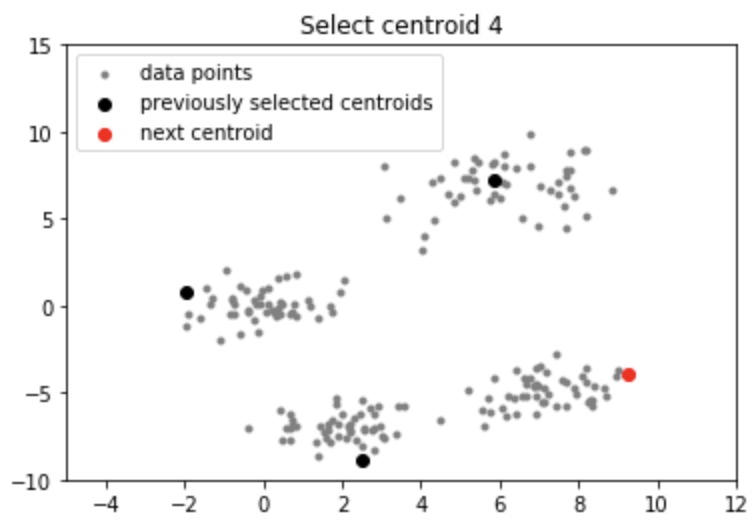 Select centroid 4
15
data points
previously selected centroids
next centroid
10
5
0
−5
−10
−4 −2 0 2 4 6 8 10 12